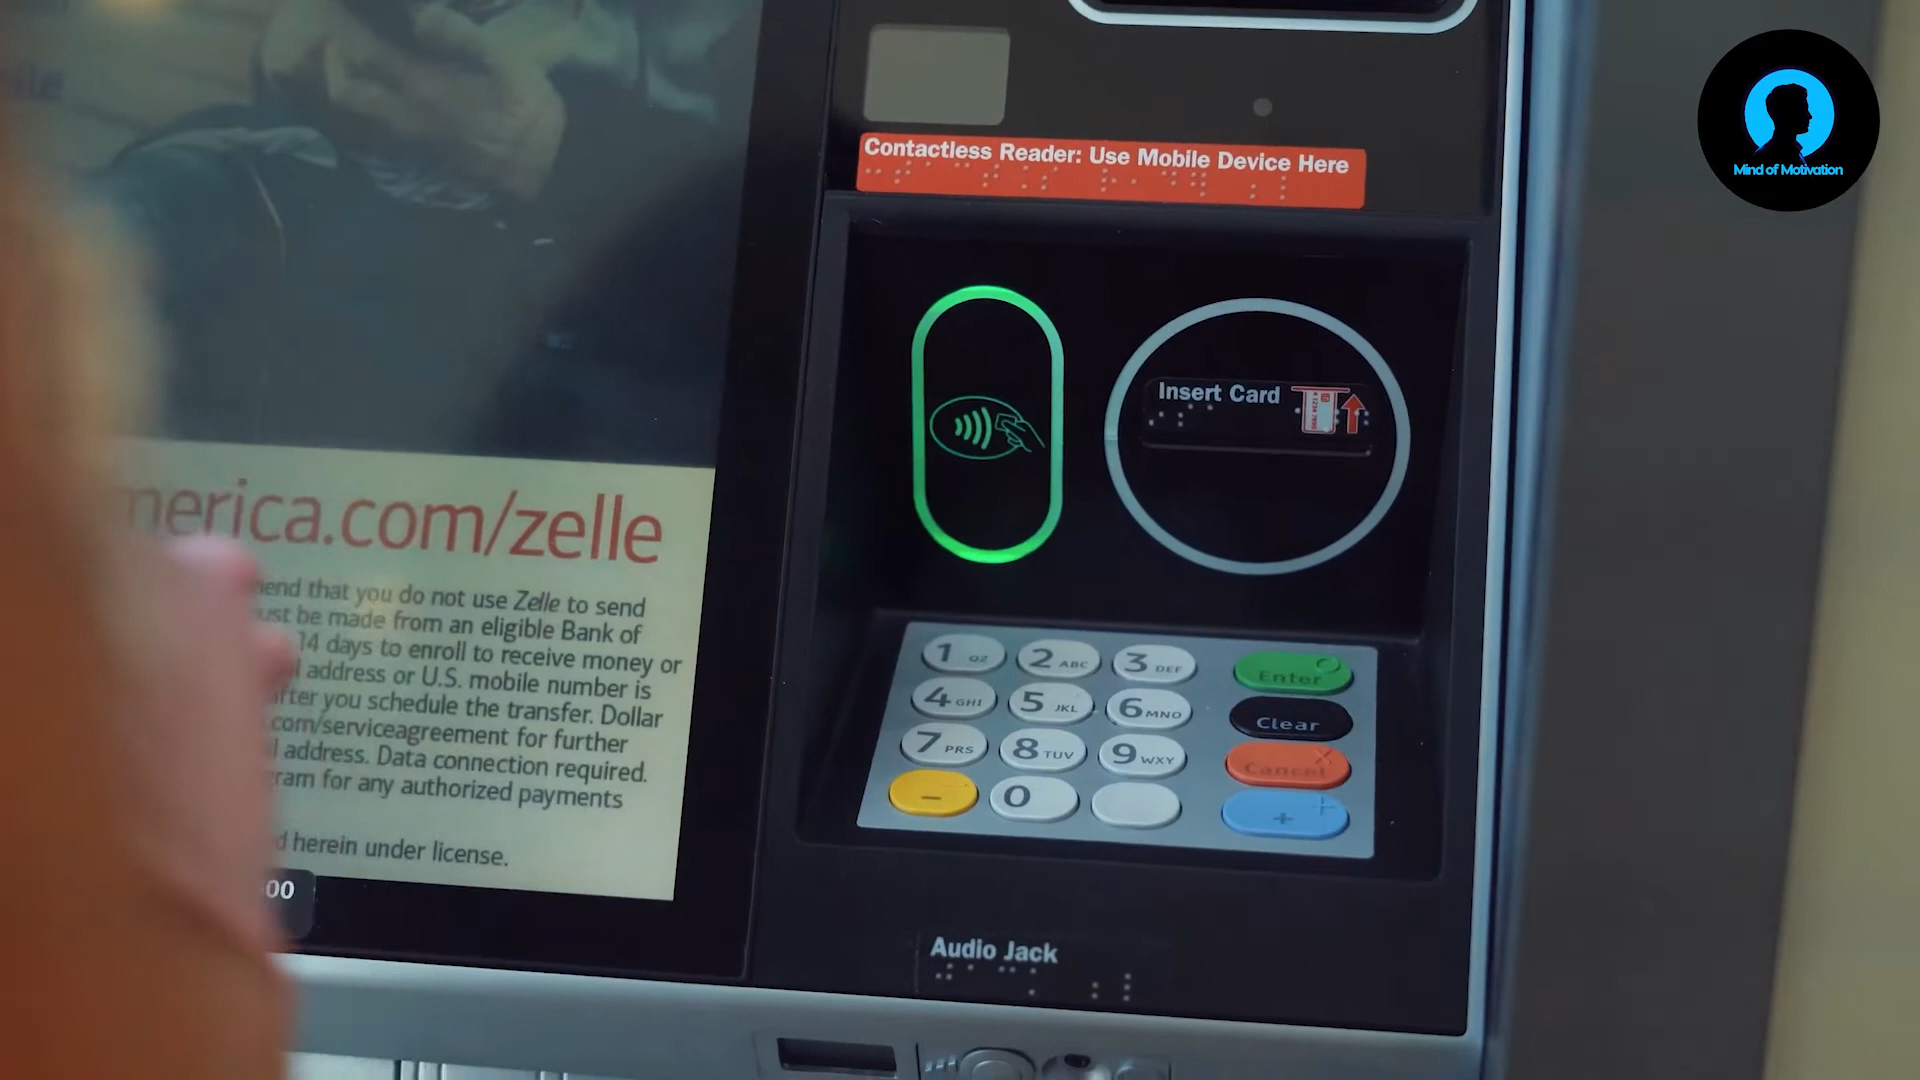 merica.com/zelle
end that you do not use Zelle to send
ust be made from an eligible Bank of
14 days to enroll to receive money or
address or U.S. mobile number is
fter you schedule the transfer. Dollar
.com/serviceagreement for further
address. Data connection required.
ram for any authorized payments
herein under license.
00
Contactless Reader: Use Mobile Device Here
Insert Card
1 QZ 2 ABC 3 DEF Enter
4 GHI 5 JKL 6 MNO Clear
7 PRS 8 TUV 9 WXY Cancel
- 0 +
Audio Jack
Mind of Motivation